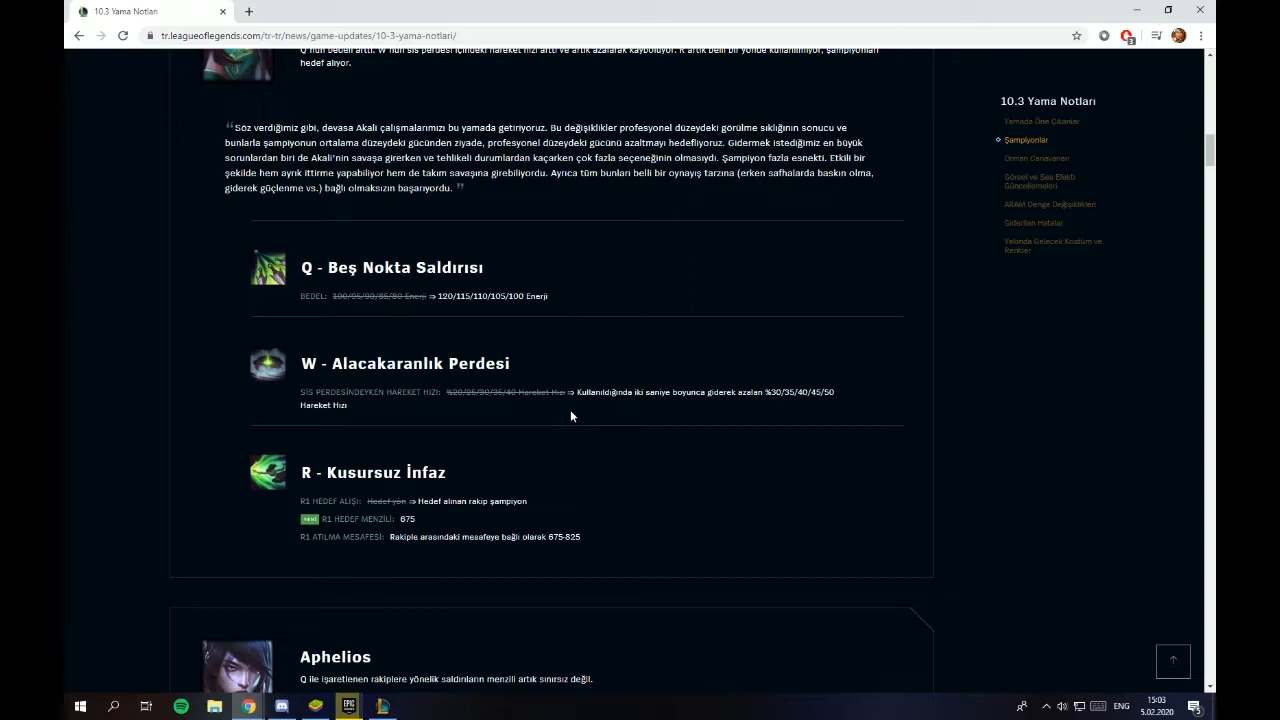 10.3 Yama Notları
tr.leagueoflegends.com/tr-tr/news/game-updates/10-3-yama-notlari/
Q'nun bedeli arttı. W'nun sis perdesi içindeki hareket hızı arttı ve artık azalarak kayboluyor. R artık belli bir yönde kullanılmıyor, şampiyonları
hedef alıyor.
"Söz verdiğimiz gibi, devasa Akali çalışmalarımızı bu yamada getiriyoruz. Bu değişiklikler profesyonel düzeydeki görülme sıklığının sonucu ve
bunlarla şampiyonun ortalama düzeydeki gücünden ziyade, profesyonel düzeydeki gücünü azaltmayı hedefliyoruz. Gidermek istediğimiz en büyük
sorunlardan biri de Akali'nin savaşa girerken ve tehlikeli durumlardan kaçarken çok fazla seçeneğinin olmasıydı. Şampiyon fazla esnekti. Etkili bir
şekilde hem ayrık ittirme yapabiliyor hem de takım savaşına girebiliyordu. Ayrıca tüm bunları belli bir oynayış tarzına (erken safhalarda baskın olma,
giderek güçlenme vs.) bağlı olmaksızın başarıyordu. "
Q - Beş Nokta Saldırısı
BEDEL: 100/95/90/85/80 Enerji ⇒ 120/115/110/105/100 Enerji
W - Alacakaranlık Perdesi
SİS PERDESİNDEYKEN HAREKET HIZI: %20/25/30/35/40 Hareket Hızı ⇒ Kullanıldığında iki saniye boyunca giderek azalan %30/35/40/45/50
Hareket Hızı
R - Kusursuz İnfaz
R1 HEDEF ALIŞI: Hedef yön ⇒ Hedef alınan rakip şampiyon
YENİ R1 HEDEF MENZİLİ: 675
R1 ATILMA MESAFESİ: Rakiple arasındaki mesafeye bağlı olarak 675-825
Aphelios
Q ile işaretlenen rakiplere yönelik saldırıların menzili artık sınırsız değil.
10.3 Yama Notları
Yamada Öne Çıkanlar
Şampiyonlar
Orman Canavarları
Görsel ve Ses Efekti
Güncellemeleri
ARAM Denge Değişiklikleri
Giderilen Hatalar
Yakında Gelecek Kostüm ve
Renkler
EPIC
ENG
15:03
5.02.2020